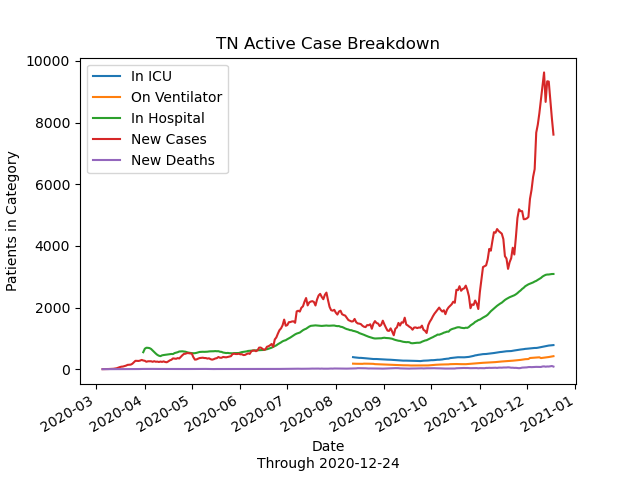 TN Active Case Breakdown
In ICU
On Ventilator
In Hospital
New Cases
New Deaths
10000
8000
6000
4000
2000
0
Patients in Category
2020-03
2020-04
2020-05
2020-06
2020-07
2020-08
2020-09
2020-10
2020-11
2020-12
2021-01
Date
Through 2020-12-24